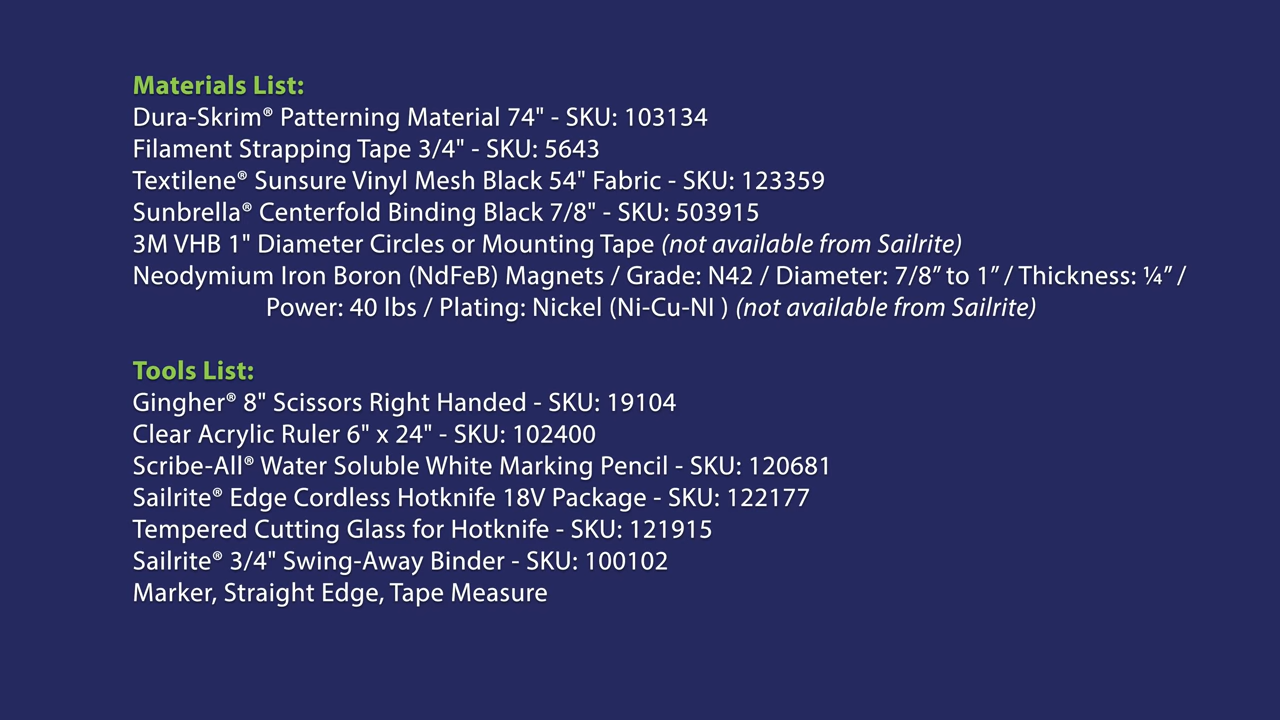 Materials List:
Dura-Skrim® Patterning Material 74" - SKU: 103134
Filament Strapping Tape 3/4" - SKU: 5643
Textilene® Sunsure Vinyl Mesh Black 54" Fabric - SKU: 123359
Sunbrella® Centerfold Binding Black 7/8" - SKU: 503915
3M VHB 1" Diameter Circles or Mounting Tape (not available from Sailrite)
Neodymium Iron Boron (NdFeB) Magnets / Grade: N42 / Diameter: 7/8” to 1” / Thickness: ¼” /
Power: 40 lbs / Plating: Nickel (Ni-Cu-NI ) (not available from Sailrite)
Tools List:
Gingher® 8" Scissors Right Handed - SKU: 19104
Clear Acrylic Ruler 6" x 24" - SKU: 102400
Scribe-All® Water Soluble White Marking Pencil - SKU: 120681
Sailrite® Edge Cordless Hotknife 18V Package - SKU: 122177
Tempered Cutting Glass for Hotknife - SKU: 121915
Sailrite® 3/4" Swing-Away Binder - SKU: 100102
Marker, Straight Edge, Tape Measure